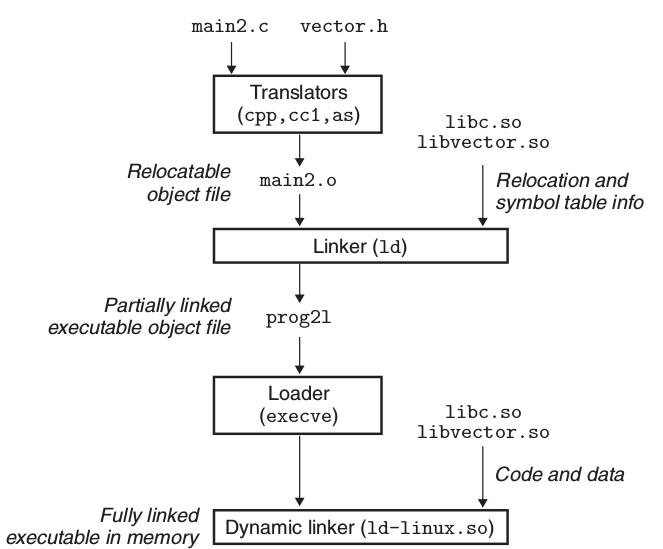 main2.c vector.h
Translators
(cpp,cc1,as)
libc.so
libvector.so
Relocatable
object file
main2.o
Relocation and
symbol table info
Linker (ld)
Partially linked
executable object file
prog2l
Loader
(execve)
libc.so
libvector.so
Code and data
Fully linked
executable in memory
Dynamic linker (ld-linux.so)